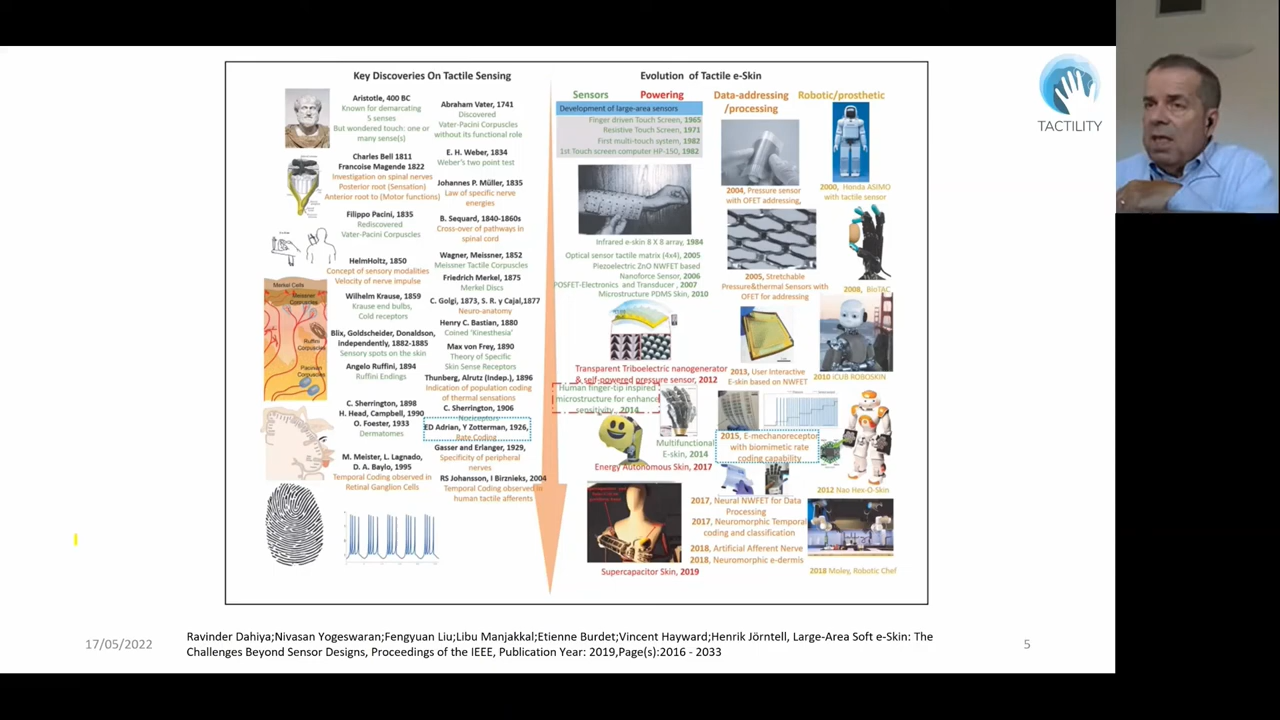 Key Discoveries On Tactile Sensing
Aristotle, 400 BC
Known for demarcating
5 senses
But wondered touch: one or
many sense(s)
Charles Bell 1811
Francoise Magende 1822
Investigation on spinal nerves
Posterior root (Sensation)
Anterior root to (Motor functions)
Filippo Pacini, 1835
Rediscovered
Vater-Pacini Corpuscles
HelmHoltz, 1850
Concept of sensory modalities
Velocity of nerve impulse
Wilhelm Krause, 1859
Krause end bulbs,
Cold receptors
Blix, Goldscheider, Donaldson,
independently, 1882-1885
Sensory spots on the skin
Angelo Ruffini, 1894
Ruffini Endings
C. Sherrington, 1898
H. Head, Campbell, 1990
O. Foester, 1933
Dermatomes
M. Meister, L. Lagnado,
D. A. Baylo, 1995
Temporal Coding observed in
Retinal Ganglion Cells
Merkel Cells
Meissner
Corpuscles
Ruffini
Corpuscles
Pacinian
Corpuscles
Abraham Vater, 1741
Discovered
Vater-Pacini Corpuscles
without its functional role
E. H. Weber, 1834
Weber's two point test
Johannes P. Müller, 1835
Law of specific nerve
energies
B. Sequard, 1840-1860s
Cross-over of pathways in
spinal cord
Wagner, Meissner, 1852
Meissner Tactile Corpuscles
Friedrich Merkel, 1875
Merkel Discs
C. Golgi, 1873, S. R. y Cajal,1877
Neuro-anatomy
Henry C. Bastian, 1880
Coined 'Kinesthesia'
Max von Frey, 1890
Theory of Specific
Skin Sense Receptors
Thunberg, Alrutz (Indep.), 1896
Indication of population coding
of thermal sensations
C. Sherrington, 1906
Nociceptors
ED Adrian, Y Zotterman, 1926,
Rate Coding
Gasser and Erlanger, 1929,
Specificity of peripheral
nerves
RS Johansson, I Birznieks, 2004
Temporal Coding observed in
human tactile afferents
Evolution of Tactile e-Skin
Sensors
Powering
Data-addressing
/processing
Robotic/prosthetic
Development of large-area sensors
Finger driven Touch Screen, 1965
Resistive Touch Screen, 1971
First multi-touch system, 1982
1st Touch screen computer HP-150, 1982
Infrared e-skin 8 X 8 array, 1984
Optical sensor tactile matrix (4x4), 2005
Piezoelectric ZnO NWFET based
Nanoforce Sensor, 2006
POSFET-Electronics and Transducer , 2007
Microstructure PDMS Skin, 2010
Transparent Triboelectric nanogenerator
& self-powered pressure sensor, 2012
Human finger-tip inspired
microstructure for enhance
sensitivity, 2014
Multifunctional
E-skin, 2014
Energy Autonomous Skin, 2017
Supercapacitor Skin, 2019
2004, Pressure sensor
with OFET addressing,
2005, Stretchable
Pressure&thermal Sensors with
OFET for addressing
2013, User Interactive
E-skin based on NWFET
2015, E-mechanoreceptor
with biomimetic rate
coding capability
2017, Neural NWFET for Data
Processing
2017, Neuromorphic Temporal
coding and classification
2018, Artificial Afferent Nerve
2018, Neuromorphic e-dermis
2000, Honda ASIMO
with tactile sensor
2008, BioTAC
2010 iCUB ROBOSKIN
2012 Nao Hex-O-Skin
2018 Moley, Robotic Chef
TACTILITY
17/05/2022
Ravinder Dahiya;Nivasan Yogeswaran;Fengyuan Liu;Libu Manjakkal;Etienne Burdet;Vincent Hayward;Henrik Jörntell, Large-Area Soft e-Skin: The
Challenges Beyond Sensor Designs, Proceedings of the IEEE, Publication Year: 2019,Page(s):2016 - 2033
5